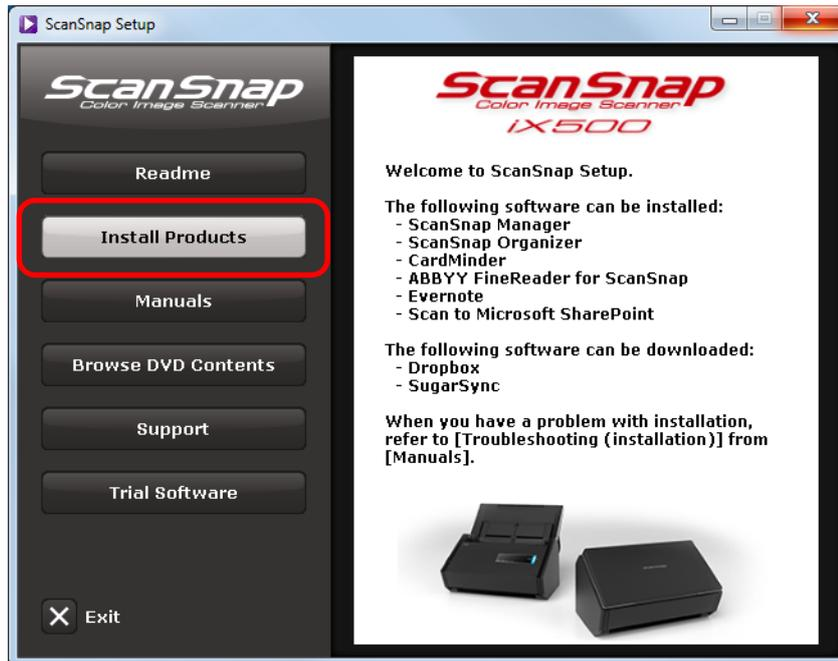 ScanSnap Setup
ScanSnap
Color Image Scanner
Readme
Install Products
Manuals
Browse DVD Contents
Support
Trial Software
Exit
ScanSnap
Color Image Scanner
iX500
Welcome to ScanSnap Setup.
The following software can be installed:
- ScanSnap Manager
- ScanSnap Organizer
- CardMinder
- ABBYY FineReader for ScanSnap
- Evernote
- Scan to Microsoft SharePoint
The following software can be downloaded:
- Dropbox
- SugarSync
When you have a problem with installation,
refer to [Troubleshooting (installation)] from
[Manuals].